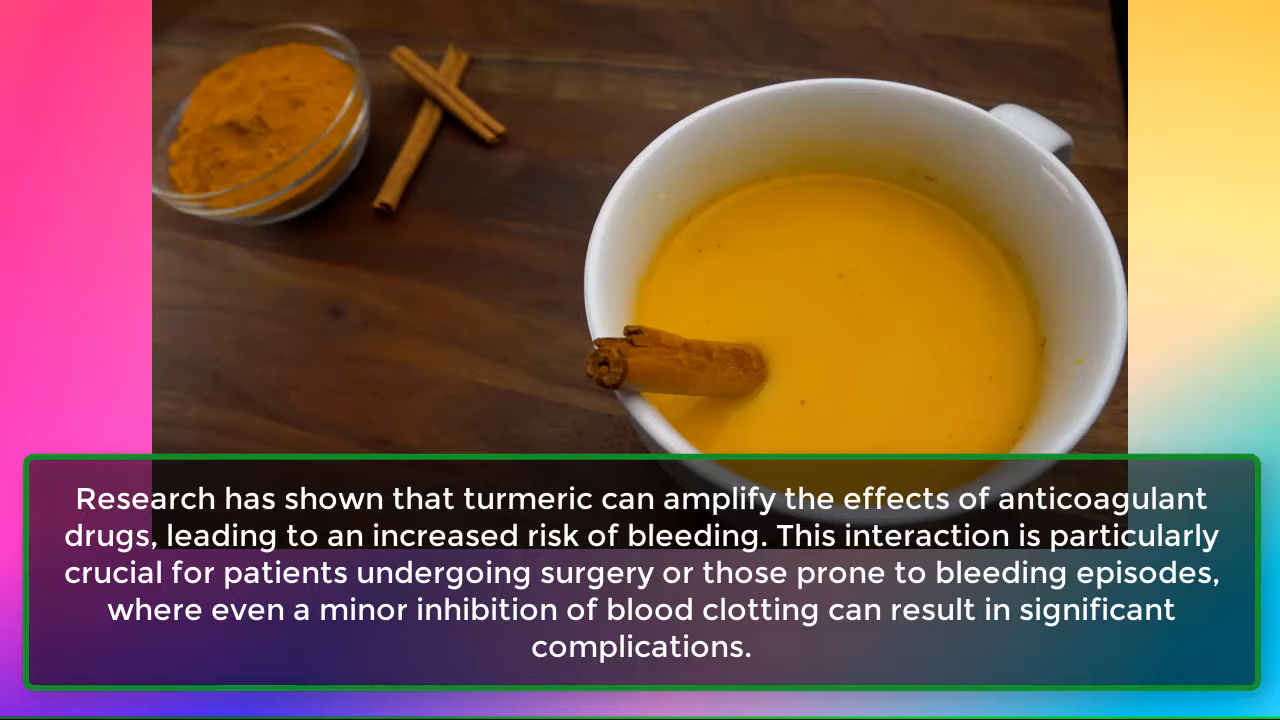 Research has shown that turmeric can amplify the effects of anticoagulant
drugs, leading to an increased risk of bleeding. This interaction is particularly
crucial for patients undergoing surgery or those prone to bleeding episodes,
where even a minor inhibition of blood clotting can result in significant
complications.